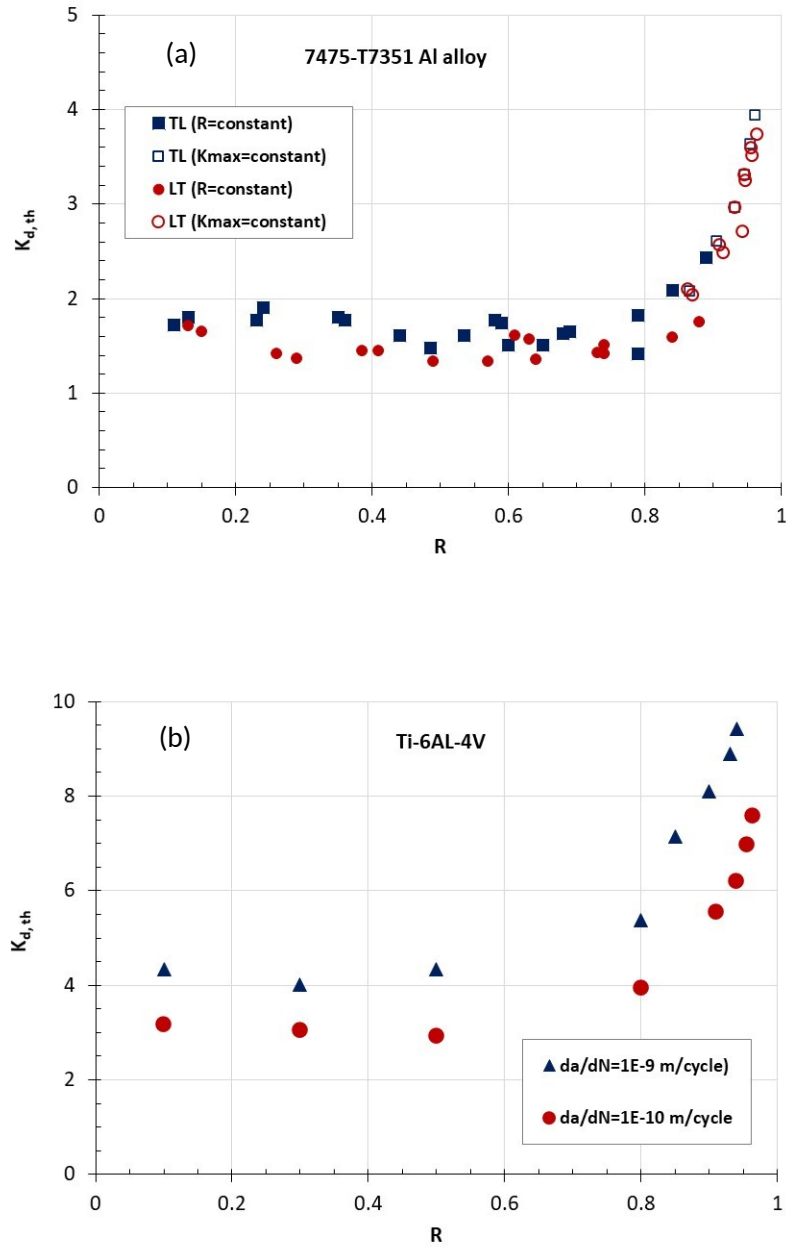 5
(a)
7475-T7351 Al alloy
4
TL (R=constant)
TL (Kmax=constant)
LT (R=constant)
LT (Kmax=constant)
3
Kd, th
2
1
0
0 0.2 0.4 0.6 0.8 1
R
10
(b)
Ti-6AL-4V
8
6
Kd, th
4
da/dN=1E-9 m/cycle)
2
da/dN=1E-10 m/cycle
0
0 0.2 0.4 0.6 0.8 1
R